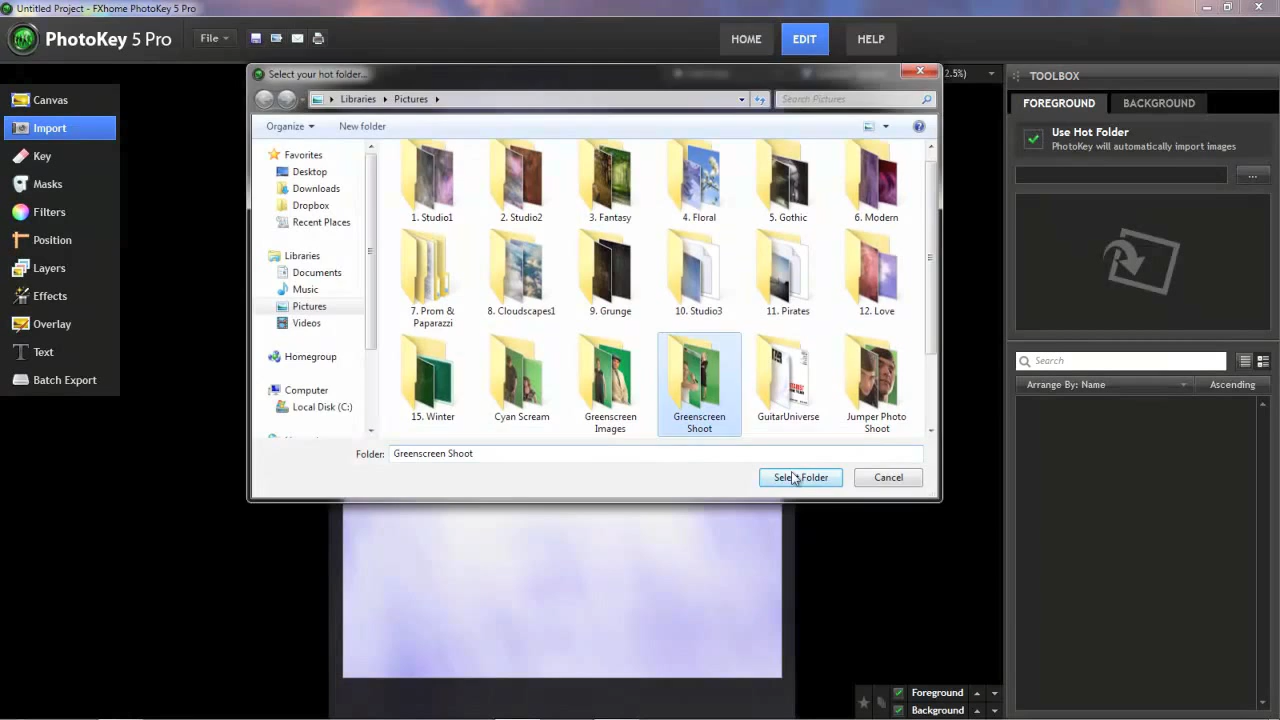 Untitled Project - FXhome PhotoKey 5 Pro
PhotoKey 5 Pro
File
HOME
EDIT
HELP
Select your hot folder...
2.5%)
TOOLBOX
Libraries
Pictures
Search Pictures
FOREGROUND
BACKGROUND
Canvas
Import
Key
Masks
Filters
Position
Layers
Effects
Overlay
Text
Batch Export
Organize
New folder
Use Hot Folder
PhotoKey will automatically import images
...
Favorites
Desktop
Downloads
Dropbox
Recent Places
Libraries
Documents
Music
Pictures
Videos
Homegroup
Computer
Local Disk (C:)
1. Studio1
2. Studio2
3. Fantasy
4. Floral
5. Gothic
6. Modern
7. Prom &
Paparazzi
8. Cloudscapes1
9. Grunge
10. Studio3
11. Pirates
12. Love
15. Winter
Cyan Scream
Greenscreen
Images
Greenscreen
Shoot
GuitarUniverse
Jumper Photo
Shoot
Folder:
Greenscreen Shoot
Select Folder
Cancel
Search
Arrange By: Name
Ascending
Foreground
Background